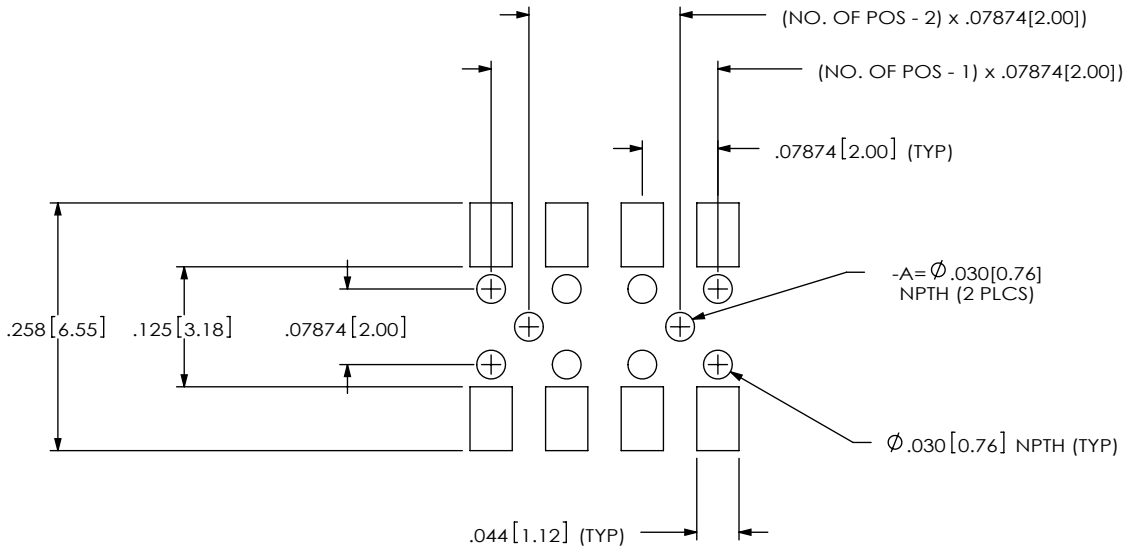 (NO. OF POS - 2) x .07874[2.00])
(NO. OF POS - 1) x .07874[2.00])
.07874[2.00] (TYP)
-A= Ø.030[0.76]
NPTH (2 PLCS)
.258[6.55]
.125[3.18]
.07874[2.00]
Ø.030[0.76] NPTH (TYP)
.044[1.12] (TYP)